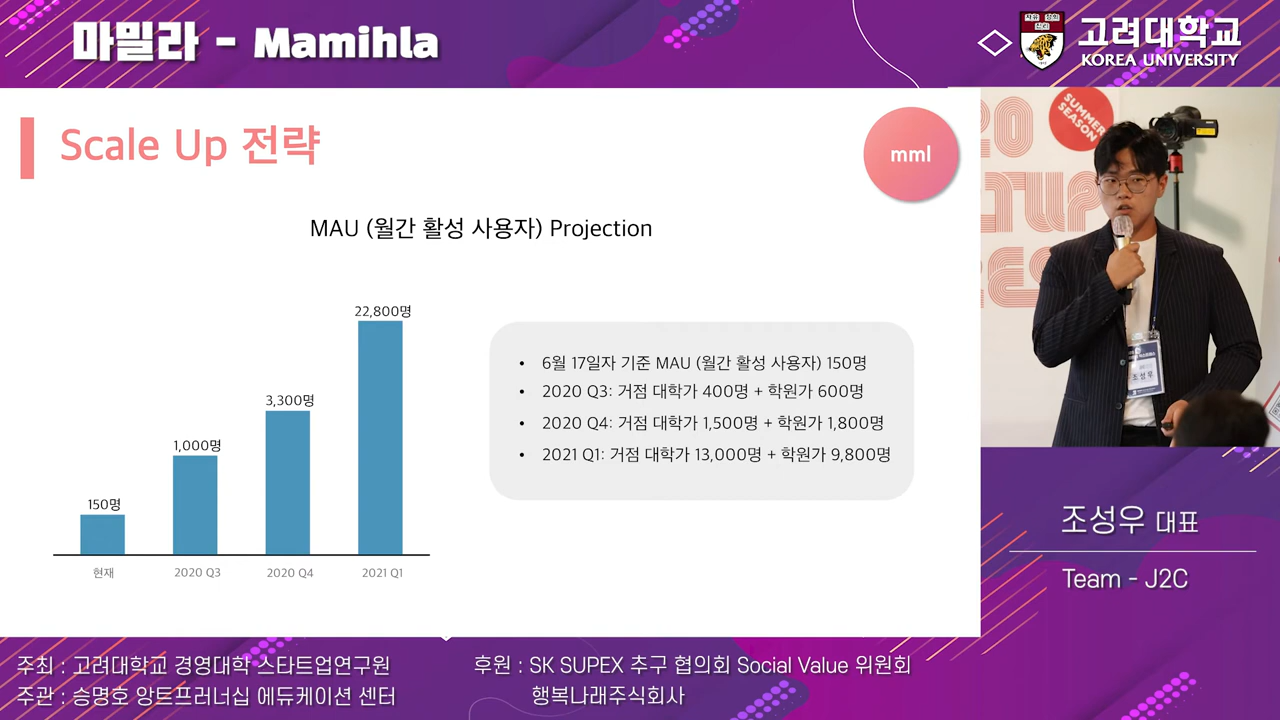 마밀라 - Mamihla
고려대학교
KOREA UNIVERSITY
Scale Up 전략
mml
MAU (월간 활성 사용자) Projection
22,800명
3,300명
1,000명
150명
현재
2020 Q3
2020 Q4
2021 Q1
• 6월 17일자 기준 MAU (월간 활성 사용자) 150명
• 2020 Q3: 거점 대학가 400명 + 학원가 600명
• 2020 Q4: 거점 대학가 1,500명 + 학원가 1,800명
• 2021 Q1: 거점 대학가 13,000명 + 학원가 9,800명
SUMMER
SEASON
조성우
조성우 대표
Team - J2C
주최 : 고려대학교 경영대학 스타트업연구원
주관 : 승명호 앙트프러너십 에듀케이션 센터
후원 : SK SUPEX 추구 협의회 Social Value 위원회
행복나래주식회사